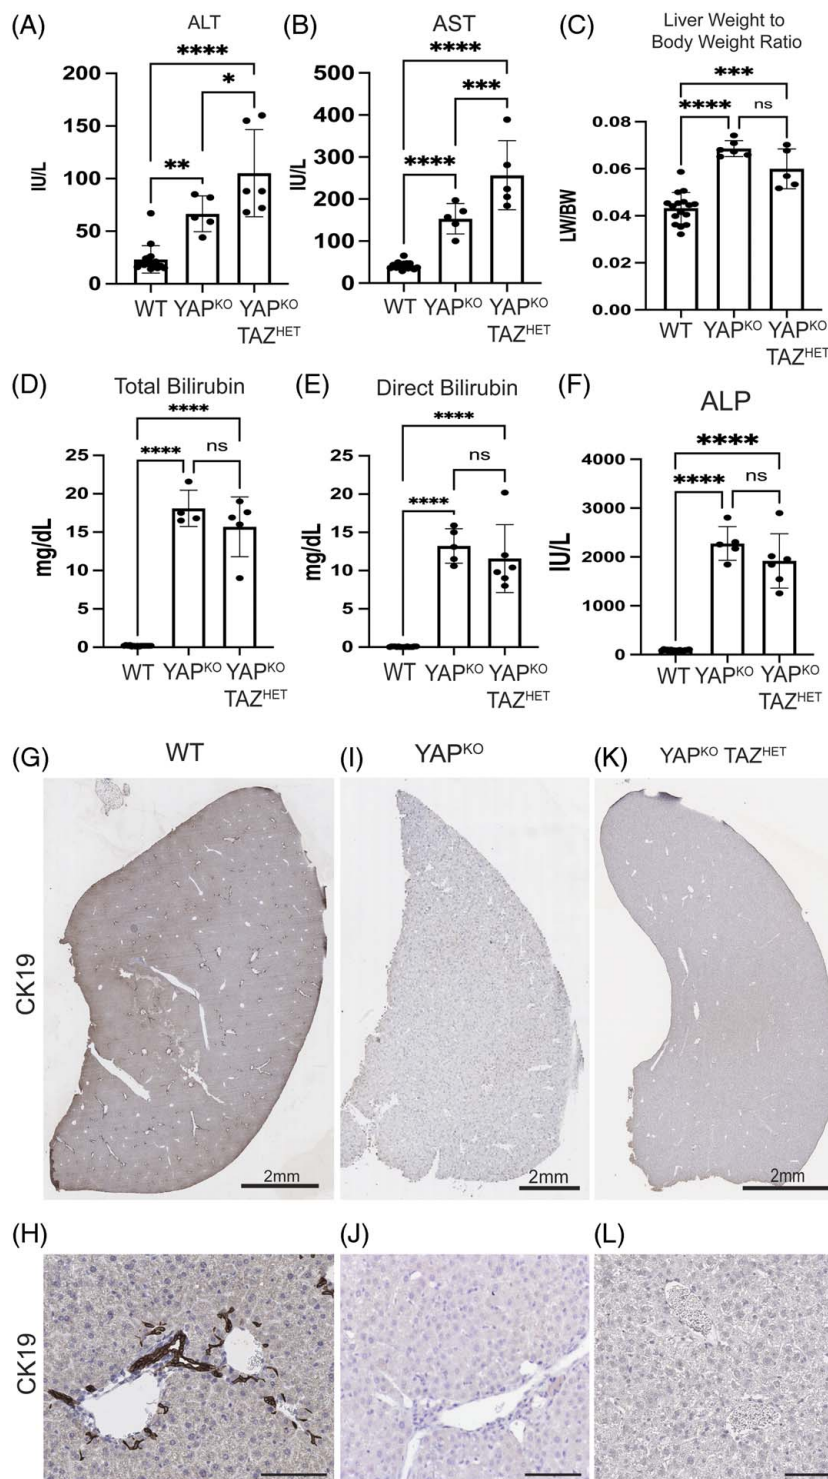 (A)
ALT
****
*
**
200
150
100
50
0
IU/L
WT
YAPᴷᴼ
YAPᴷᴼ
TAZᴴᴱᵀ
(B)
AST
****
***
****
500
400
300
200
100
0
IU/L
WT
YAPᴷᴼ
YAPᴷᴼ
TAZᴴᴱᵀ
(C)
Liver Weight to
Body Weight Ratio
***
****
ns
0.08
0.06
0.04
0.02
0.00
LW/BW
WT
YAPᴷᴼ
YAPᴷᴼ
TAZᴴᴱᵀ
(D)
Total Bilirubin
****
****
ns
25
20
15
10
5
0
mg/dL
WT
YAPᴷᴼ
YAPᴷᴼ
TAZᴴᴱᵀ
(E)
Direct Bilirubin
****
ns
****
25
20
15
10
5
0
mg/dL
WT
YAPᴷᴼ
YAPᴷᴼ
TAZᴴᴱᵀ
(F)
ALP
****
****
ns
4000
3000
2000
1000
0
IU/L
WT
YAPᴷᴼ
YAPᴷᴼ
TAZᴴᴱᵀ
(G)
WT
(I)
YAPᴷᴼ
(K)
YAPᴷᴼ TAZᴴᴱᵀ
CK19
2mm
2mm
2mm
(H)
(J)
(L)
CK19